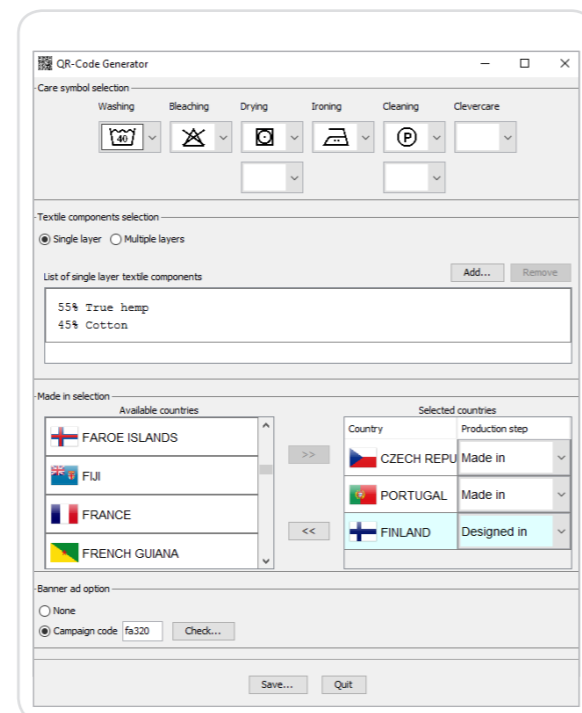 QR-Code Generator
Care symbol selection
Washing Bleaching Drying Ironing Cleaning Clevercare
40 P
Textile components selection
Single layer Multiple layers
List of single layer textile components Add... Remove
55% True hemp
45% Cotton
Made in selection
Available countries Selected countries
Country Production step
FAROE ISLANDS
>> CZECH REPU Made in
FIJI
PORTUGAL Made in
FRANCE
<< FINLAND Designed in
FRENCH GUIANA
Banner ad option
None
Campaign code fa320 Check...
Save... Quit